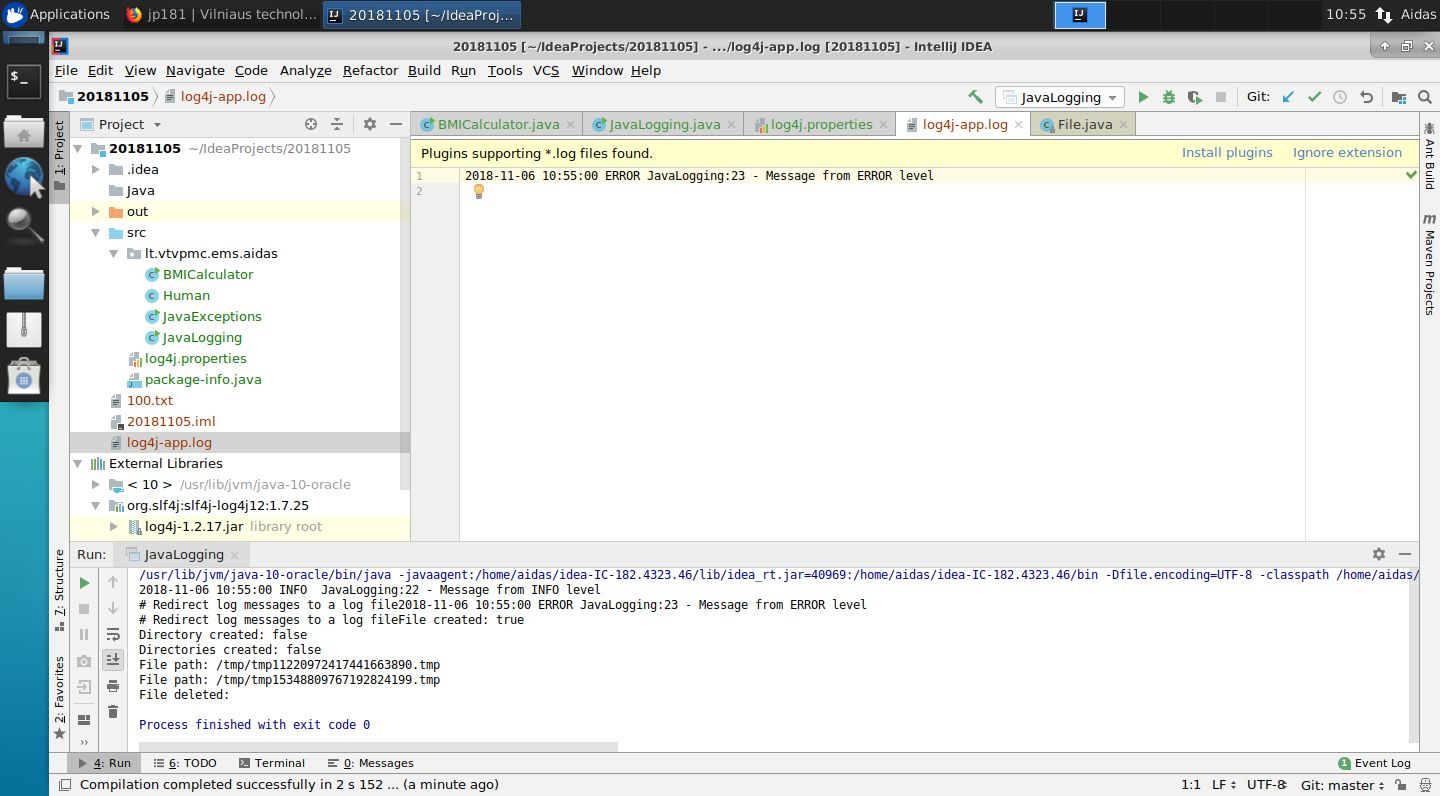 Applications jp181 | Vilniaus technol... 20181105 [~/IdeaProj... 10:55 Aidas
20181105 [~/IdeaProjects/20181105] - .../log4j-app.log [20181105] - IntelliJ IDEA
File Edit View Navigate Code Analyze Refactor Build Run Tools VCS Window Help
20181105 log4j-app.log JavaLogging Git:
1: Project
Project
BMICalculator.java JavaLogging.java log4j.properties log4j-app.log File.java
Plugins supporting *.log files found. Install plugins Ignore extension
20181105 ~/IdeaProjects/20181105
.idea
Java
out
src
lt.vtvpmc.ems.aidas
BMICalculator
Human
JavaExceptions
JavaLogging
log4j.properties
package-info.java
100.txt
20181105.iml
log4j-app.log
External Libraries
< 10 > /usr/lib/jvm/java-10-oracle
org.slf4j:slf4j-log4j12:1.7.25
log4j-1.2.17.jar library root
1 2018-11-06 10:55:00 ERROR JavaLogging:23 - Message from ERROR level
2
Ant Build
m Maven Projects
7: Structure
2: Favorites
Run: JavaLogging
/usr/lib/jvm/java-10-oracle/bin/java -javaagent:/home/aidas/idea-IC-182.4323.46/lib/idea_rt.jar=40969:/home/aidas/idea-IC-182.4323.46/bin -Dfile.encoding=UTF-8 -classpath /home/aidas/
2018-11-06 10:55:00 INFO  JavaLogging:22 - Message from INFO level
# Redirect log messages to a log file2018-11-06 10:55:00 ERROR JavaLogging:23 - Message from ERROR level
# Redirect log messages to a log fileFile created: true
Directory created: false
Directories created: false
File path: /tmp/tmp11220972417441663890.tmp
File path: /tmp/tmp15348809767192824199.tmp
File deleted:
Process finished with exit code 0
4: Run 6: TODO Terminal 0: Messages 1 Event Log
Compilation completed successfully in 2 s 152 ... (a minute ago) 1:1 LF UTF-8 Git: master